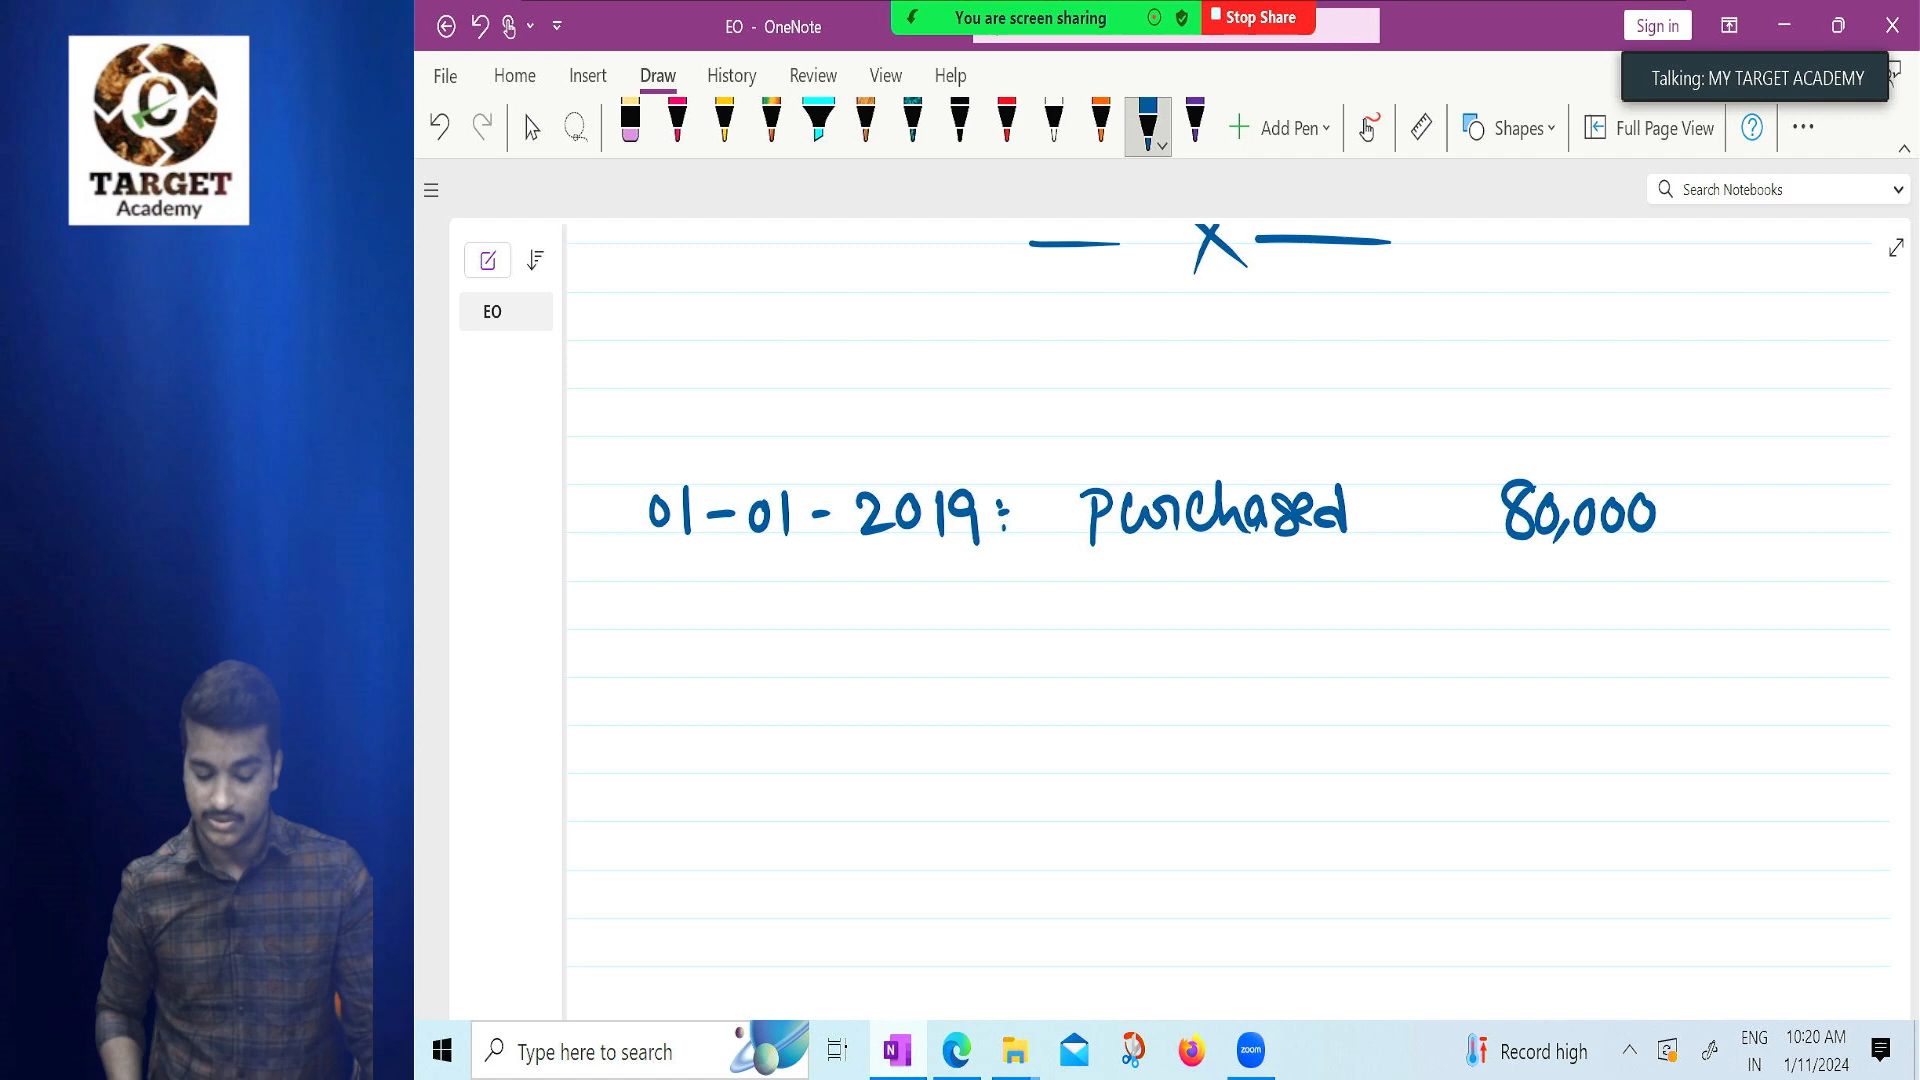 TARGET
Academy
EO - OneNote
You are screen sharing
Stop Share
Sign in
File Home Insert Draw History Review View Help
Talking: MY TARGET ACADEMY
Add Pen
Shapes
Full Page View
Search Notebooks
EO
X
01-01-2019: Purchased 80,000
Type here to search
zoom
Record high
ENG
IN
10:20 AM
1/11/2024